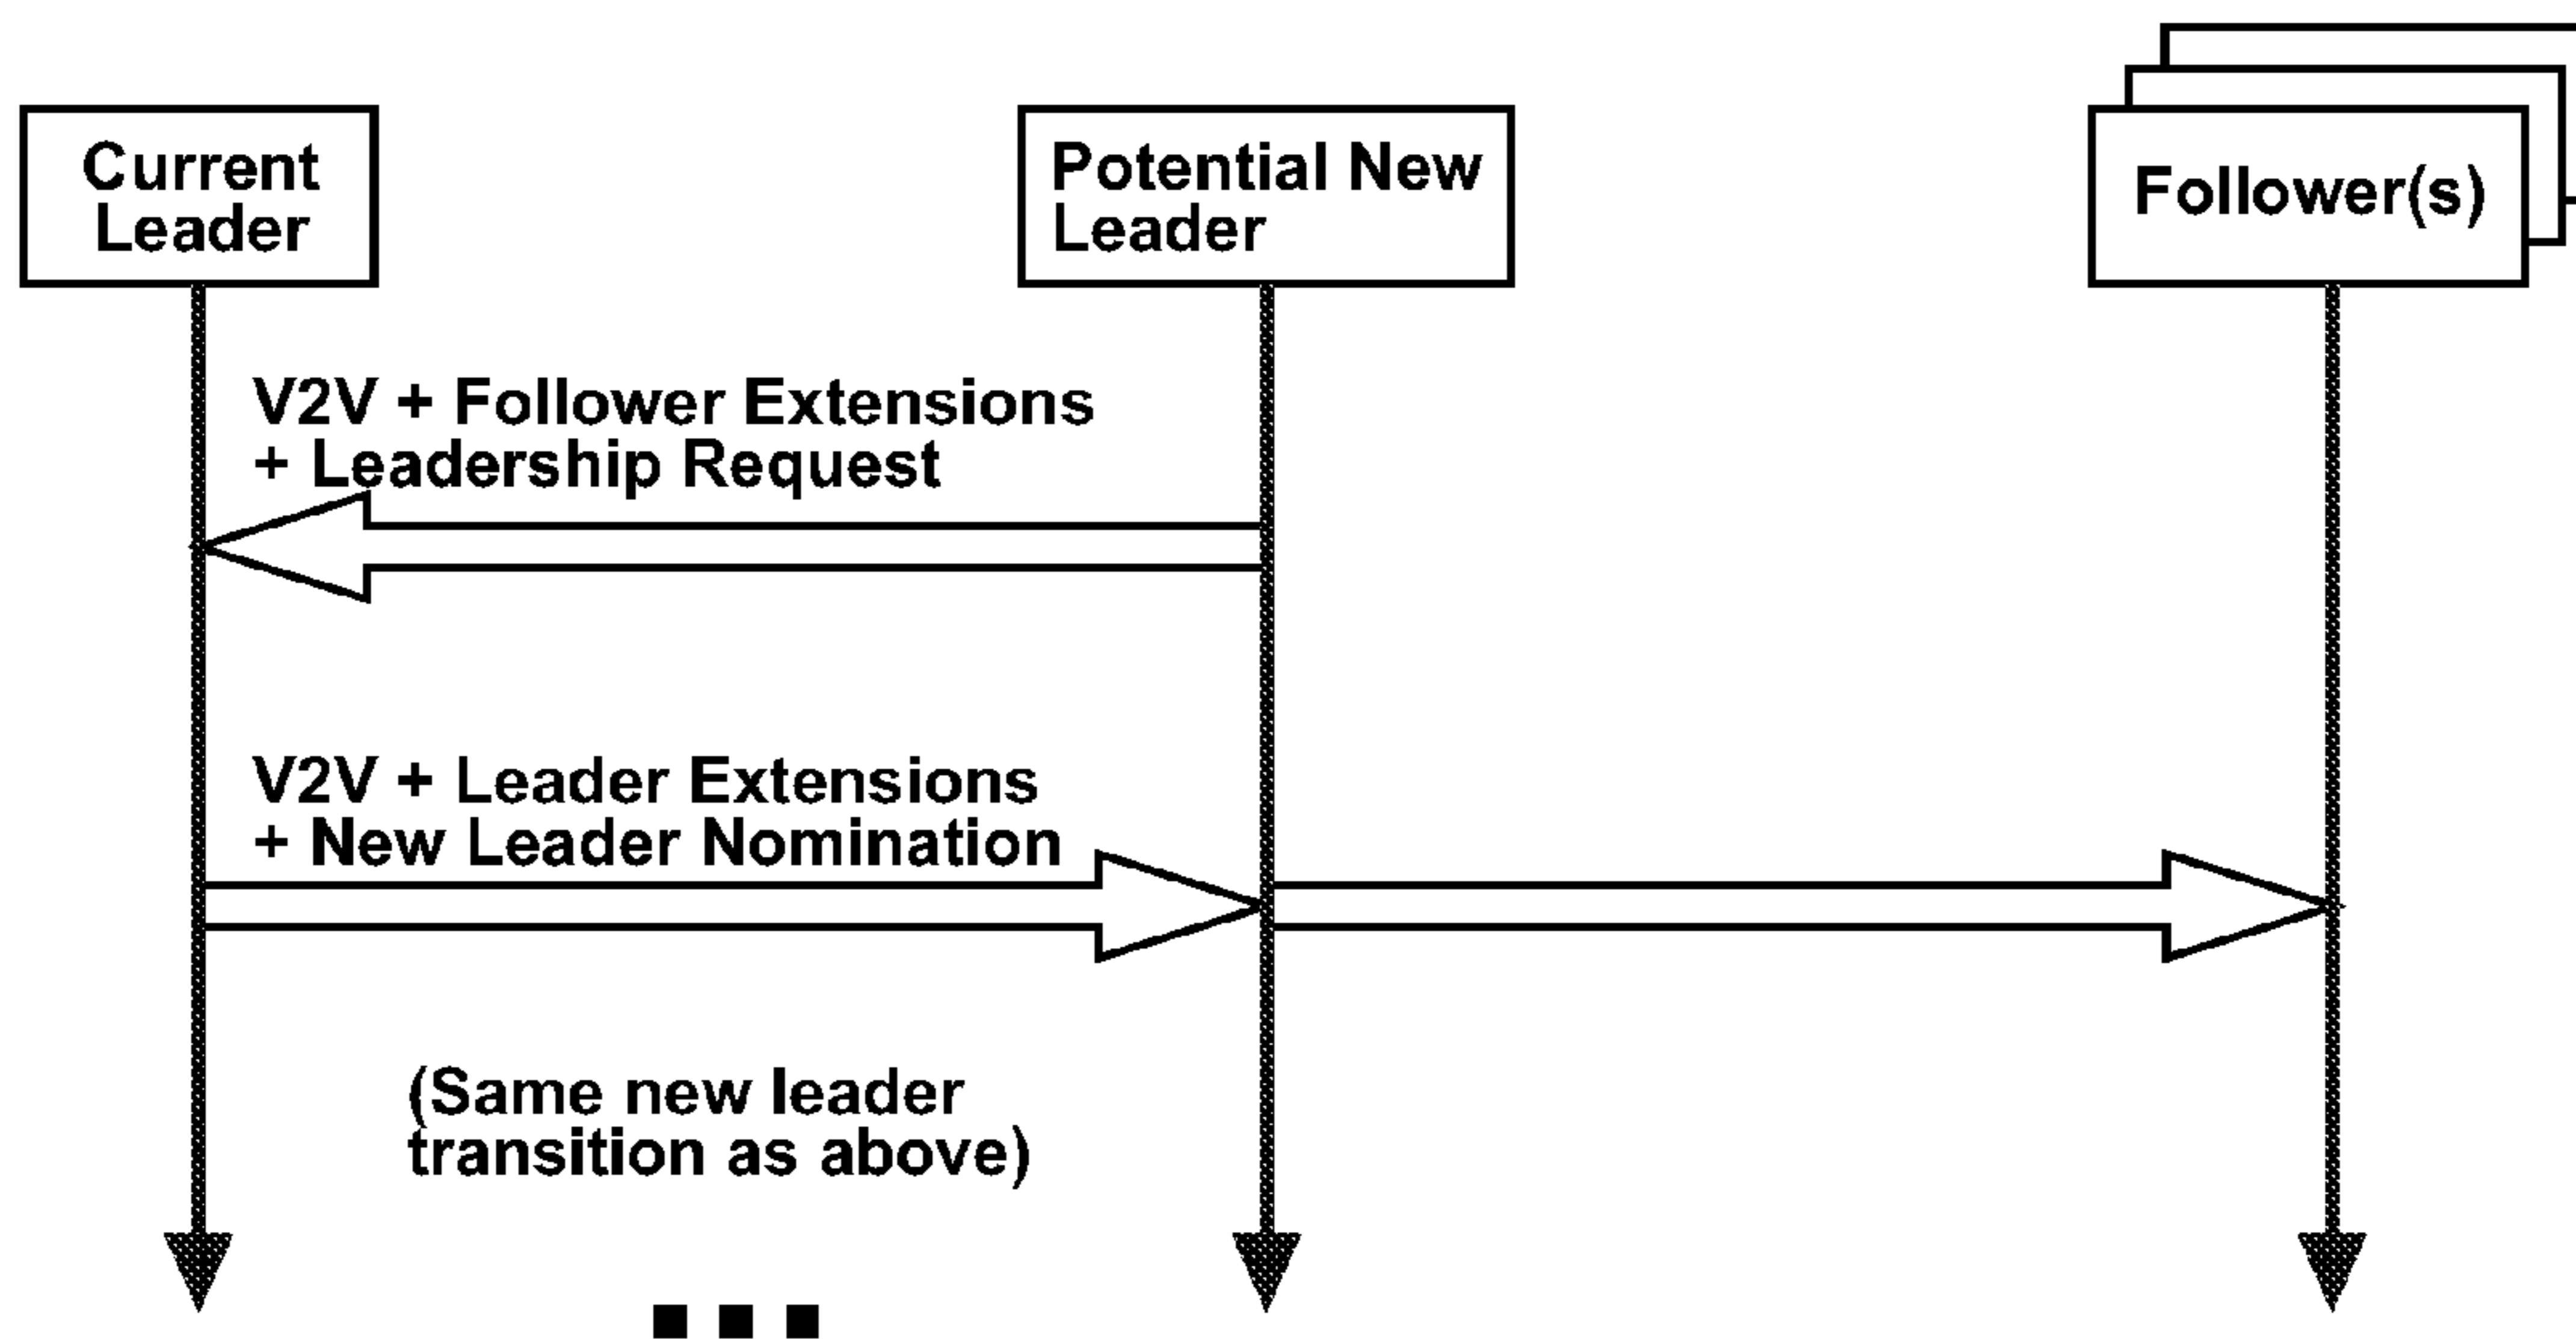 Current
Leader
Potential New
Leader
Follower(s)
V2V + Follower Extensions
+ Leadership Request
V2V + Leader Extensions
+ New Leader Nomination
(Same new leader
transition as above)